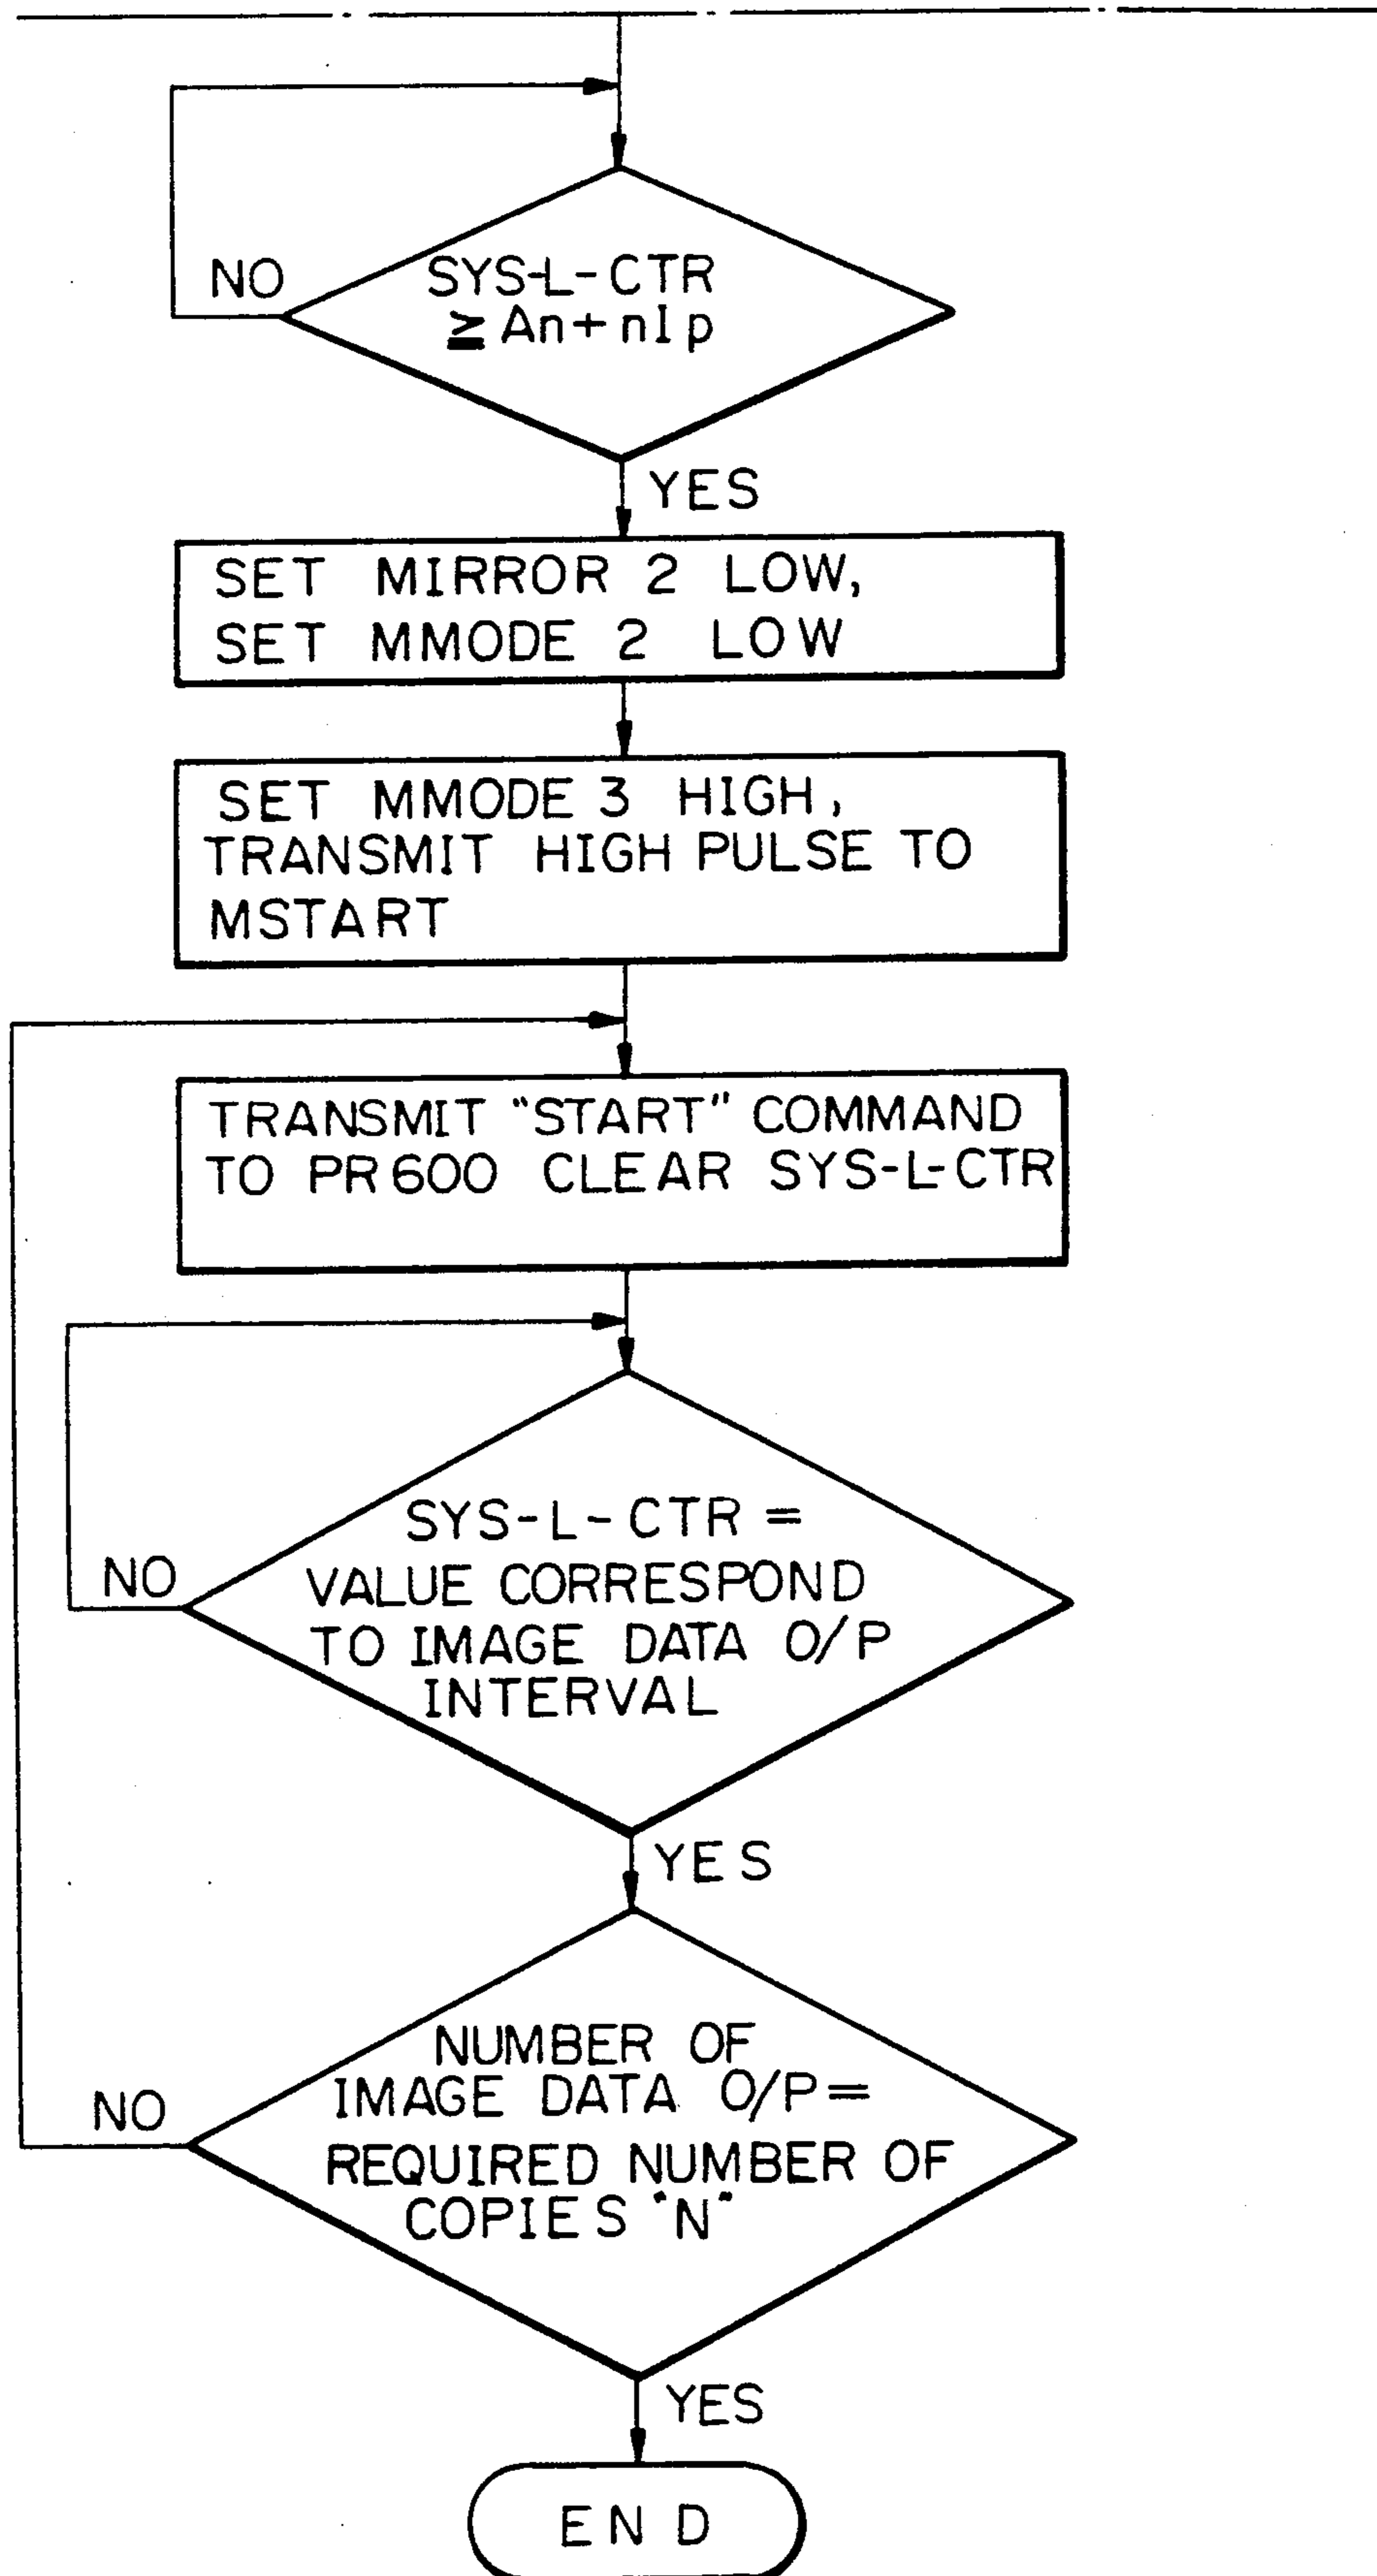 SYS-L-CTR
NO
≧ An+nIp
YES
SET MIRROR 2 LOW,
SET MMODE 2 LOW
SET MMODE 3 HIGH,
TRANSMIT HIGH PULSE TO
MSTART
TRANSMIT "START" COMMAND
TO PR600 CLEAR SYS-L-CTR
SYS-L-CTR =
NO
VALUE CORRESPOND
TO IMAGE DATA O/P
INTERVAL
YES
NUMBER OF
IMAGE DATA O/P=
NO
REQUIRED NUMBER OF
COPIES "N"
YES
END